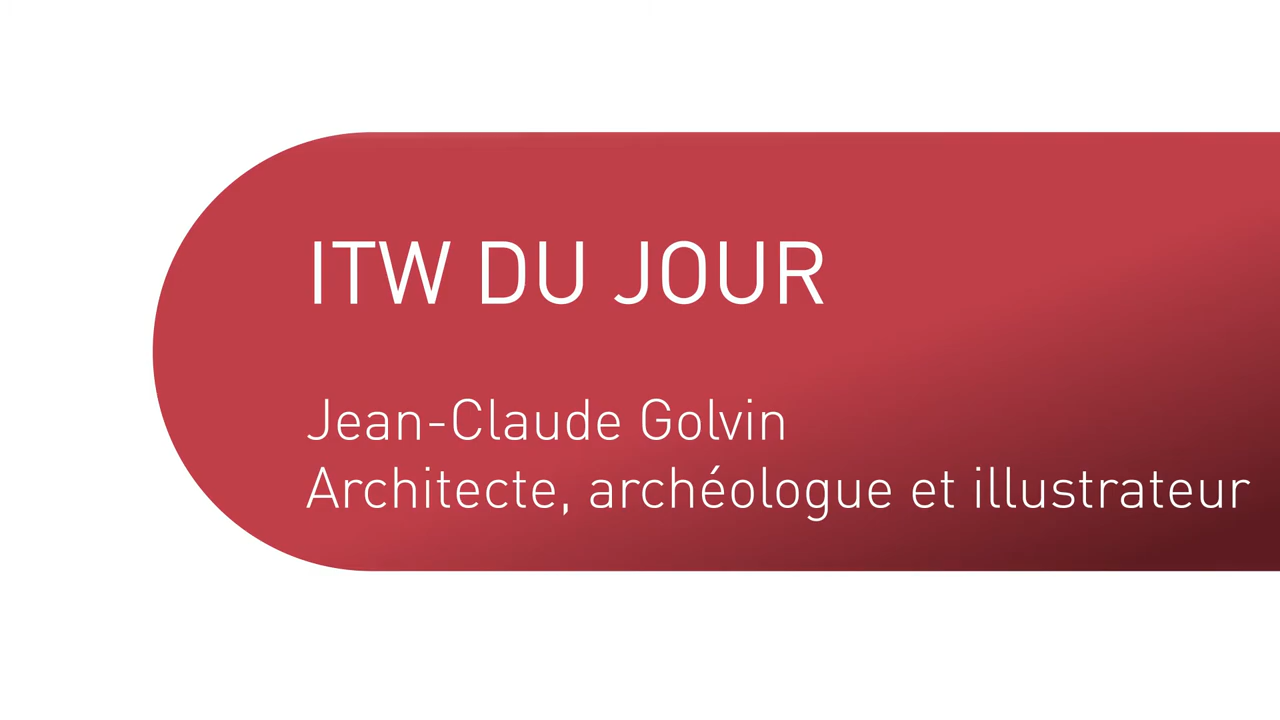 ITW DU JOUR
Jean-Claude Golvin
Architecte, archéologue et illustrateur